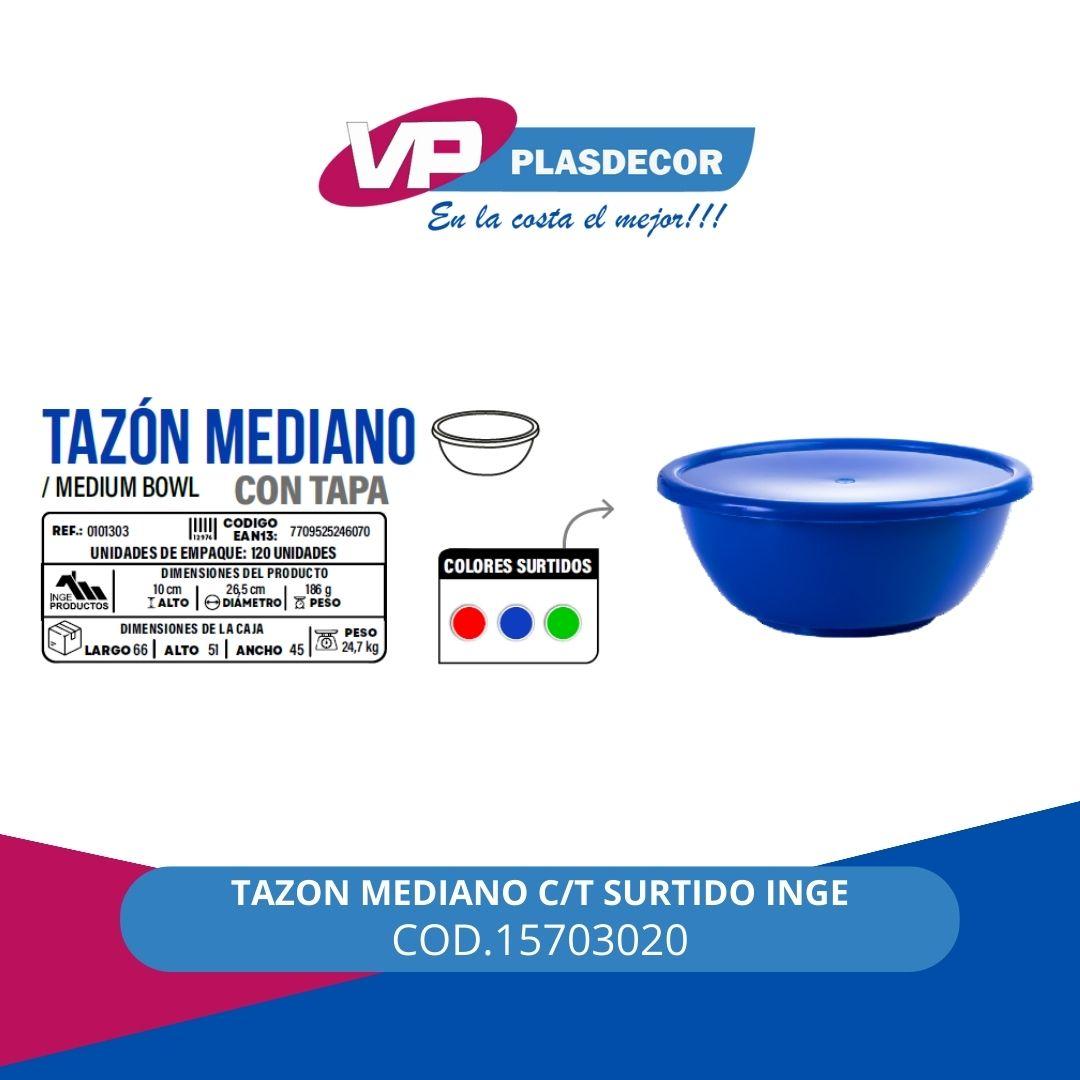 VP PLASDECOR
En la costa el mejor!!!
TAZÓN MEDIANO
/ MEDIUM BOWL CON TAPA
REF.: 0101303 12976 CODIGO EAN13: 7709525246070
UNIDADES DE EMPAQUE: 120 UNIDADES
INGE PRODUCTOS
DIMENSIONES DEL PRODUCTO
10 cm 26,5 cm 186 g
ALTO DIÁMETRO PESO
DIMENSIONES DE LA CAJA
LARGO 66 ALTO 51 ANCHO 45 PESO 24,7 kg
COLORES SURTIDOS
TAZON MEDIANO C/T SURTIDO INGE
COD.15703020